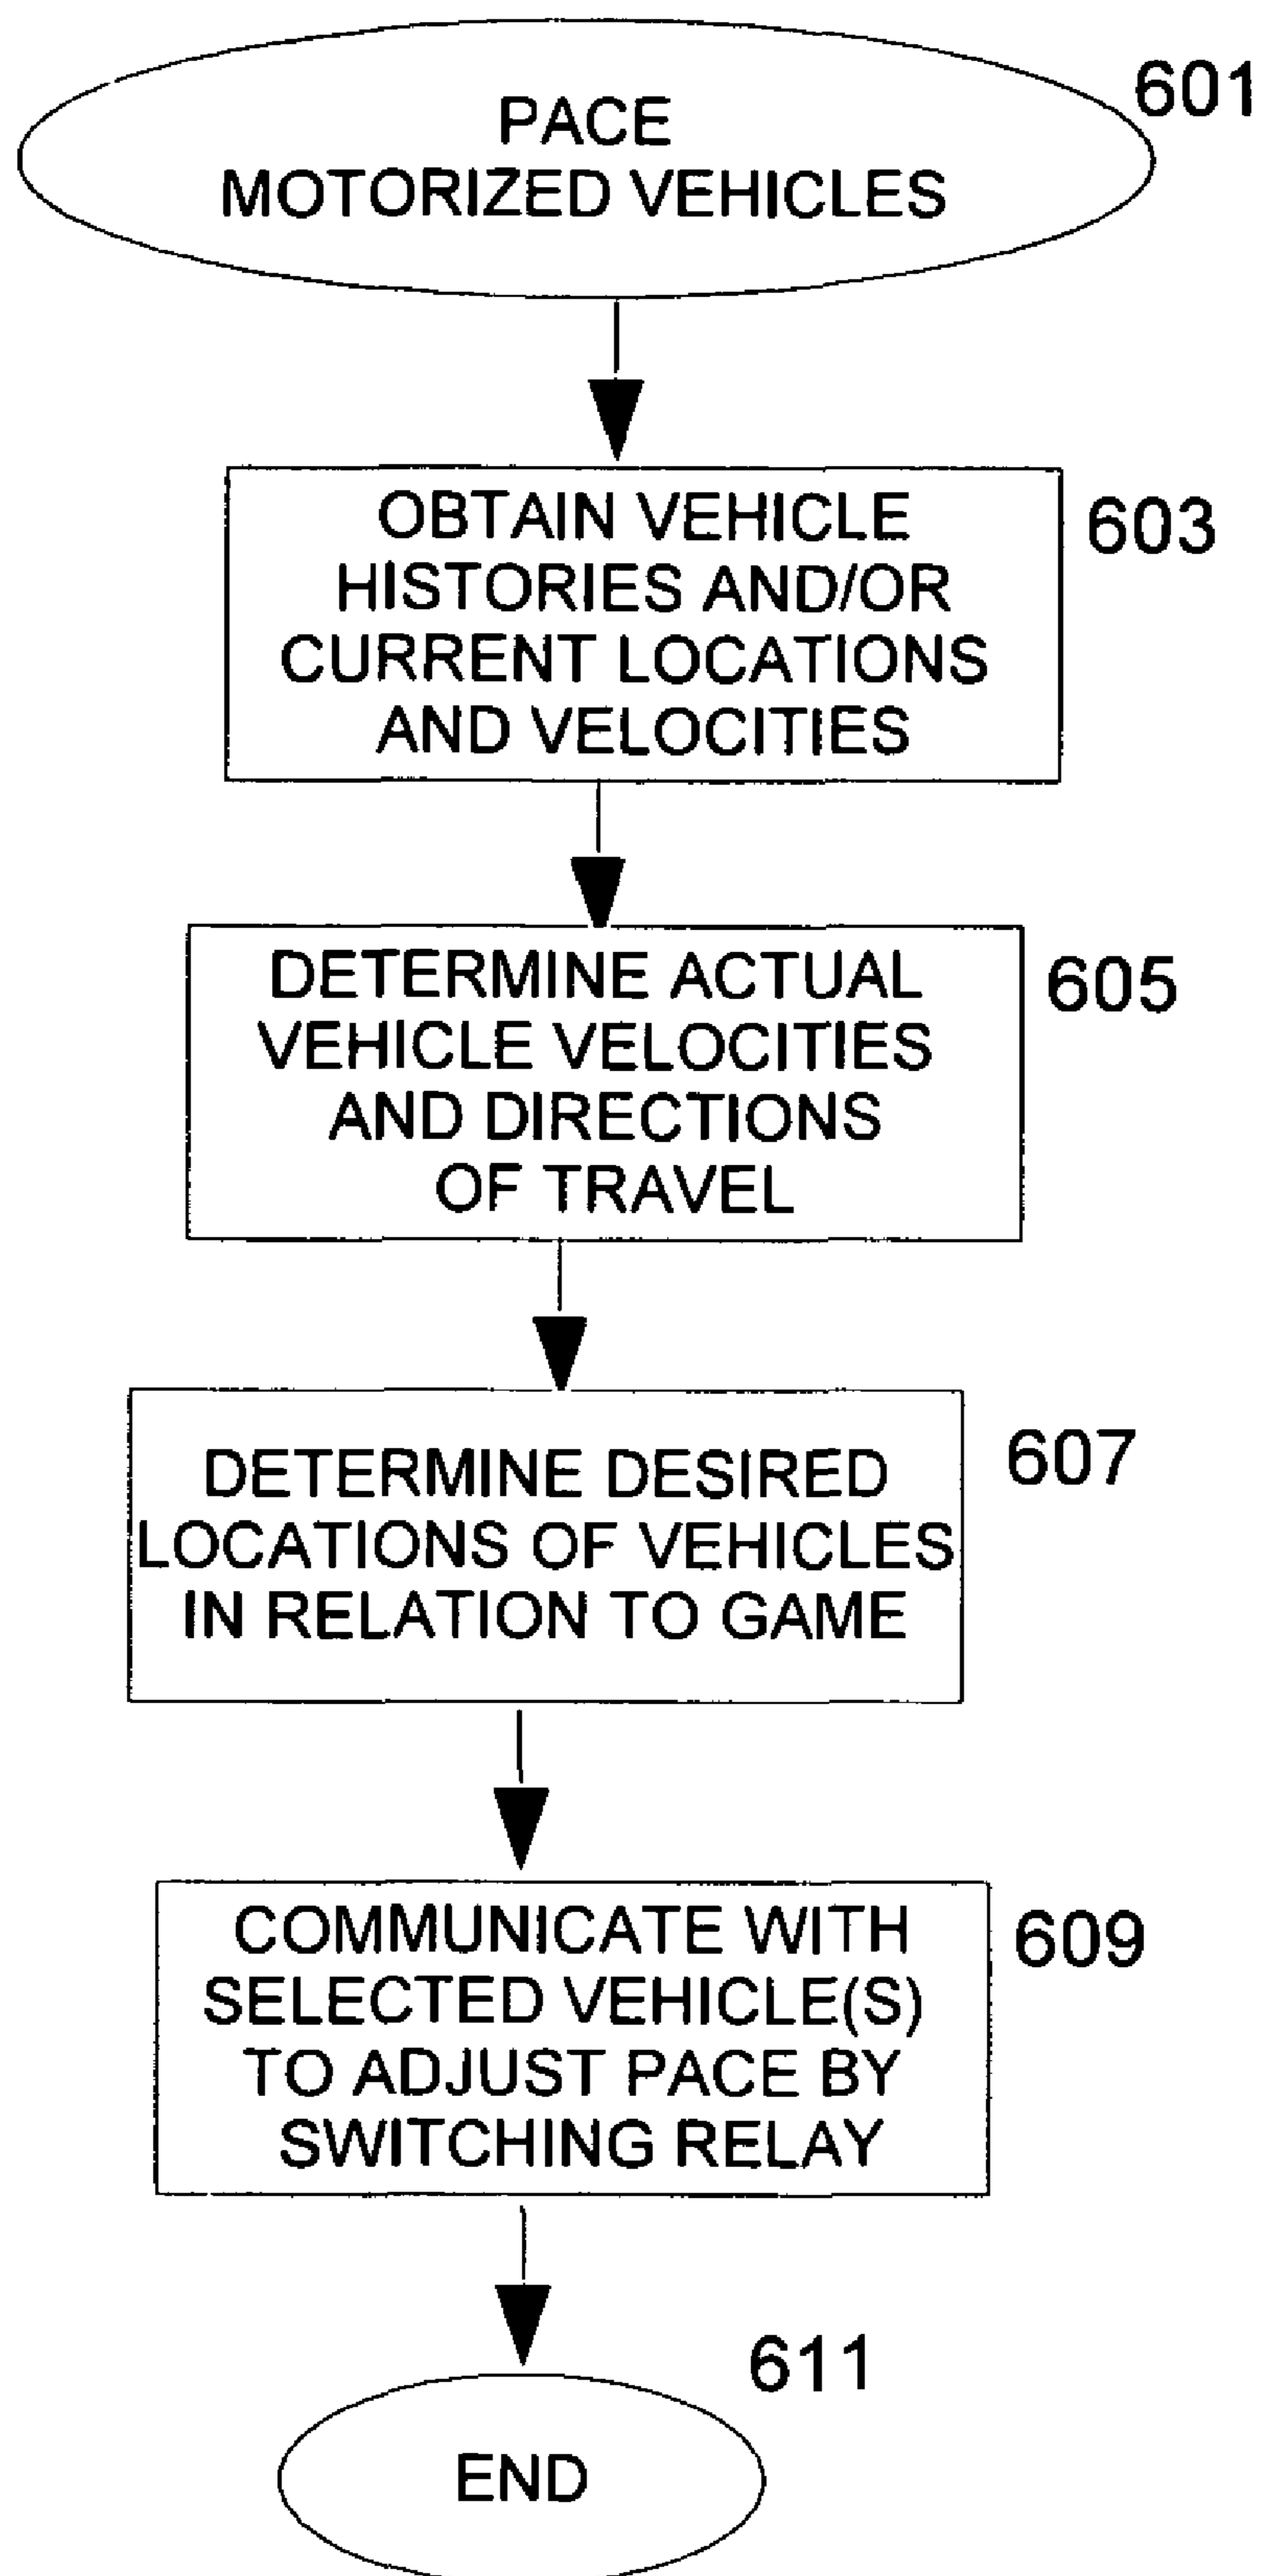 PACE
MOTORIZED VEHICLES
601
OBTAIN VEHICLE
HISTORIES AND/OR
CURRENT LOCATIONS
AND VELOCITIES
603
DETERMINE ACTUAL
VEHICLE VELOCITIES
AND DIRECTIONS
OF TRAVEL
605
DETERMINE DESIRED
LOCATIONS OF VEHICLES
IN RELATION TO GAME
607
COMMUNICATE WITH
SELECTED VEHICLE(S)
TO ADJUST PACE BY
SWITCHING RELAY
609
611
END